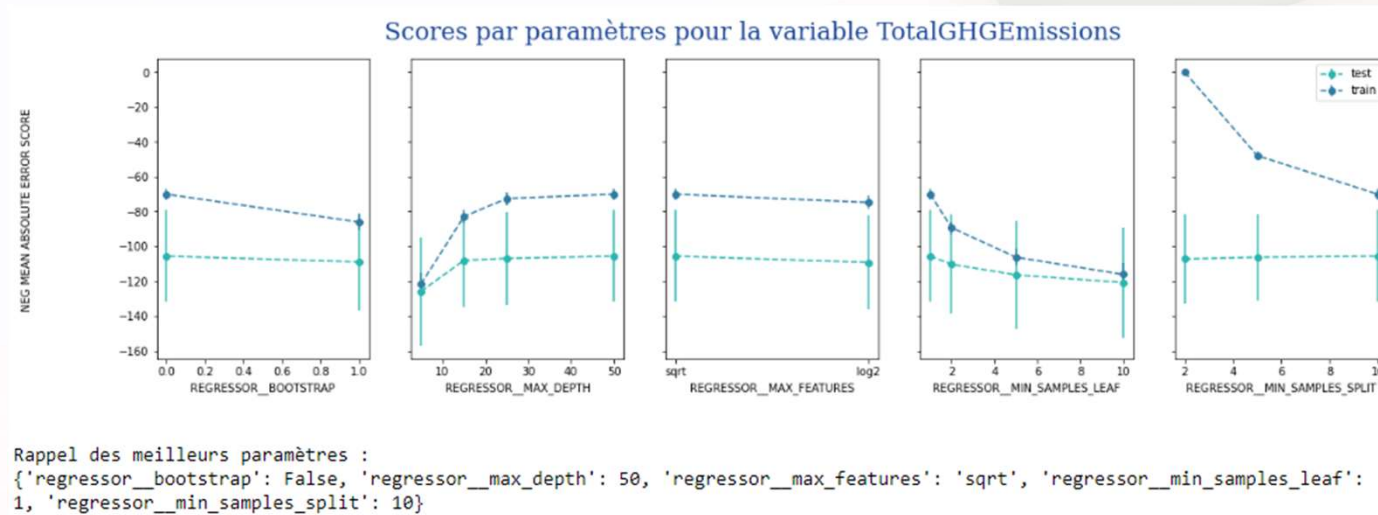 Scores par paramètres pour la variable TotalGHGEmissions
NEG MEAN ABSOLUTE ERROR SCORE
0
−20
−40
−60
−80
−100
−120
−140
−160
0.0 0.2 0.4 0.6 0.8 1.0
REGRESSOR__BOOTSTRAP
10 20 30 40 50
REGRESSOR__MAX_DEPTH
sqrt log2
REGRESSOR__MAX_FEATURES
2 4 6 8 10
REGRESSOR__MIN_SAMPLES_LEAF
test
train
2 4 6 8
REGRESSOR__MIN_SAMPLES_SPLIT
Rappel des meilleurs paramètres :
{'regressor__bootstrap': False, 'regressor__max_depth': 50, 'regressor__max_features': 'sqrt', 'regressor__min_samples_leaf':
1, 'regressor__min_samples_split': 10}